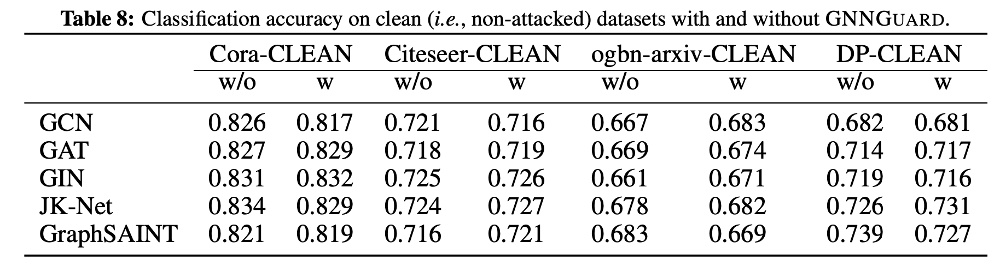 Table 8: Classification accuracy on clean (i.e., non-attacked) datasets with and without GNNGUARD.
Cora-CLEAN Citeseer-CLEAN ogbn-arxiv-CLEAN DP-CLEAN
w/o w w/o w w/o w w/o w
GCN 0.826 0.817 0.721 0.716 0.667 0.683 0.682 0.681
GAT 0.827 0.829 0.718 0.719 0.669 0.674 0.714 0.717
GIN 0.831 0.832 0.725 0.726 0.661 0.671 0.719 0.716
JK-Net 0.834 0.829 0.724 0.727 0.678 0.682 0.726 0.731
GraphSAINT 0.821 0.819 0.716 0.721 0.683 0.669 0.739 0.727